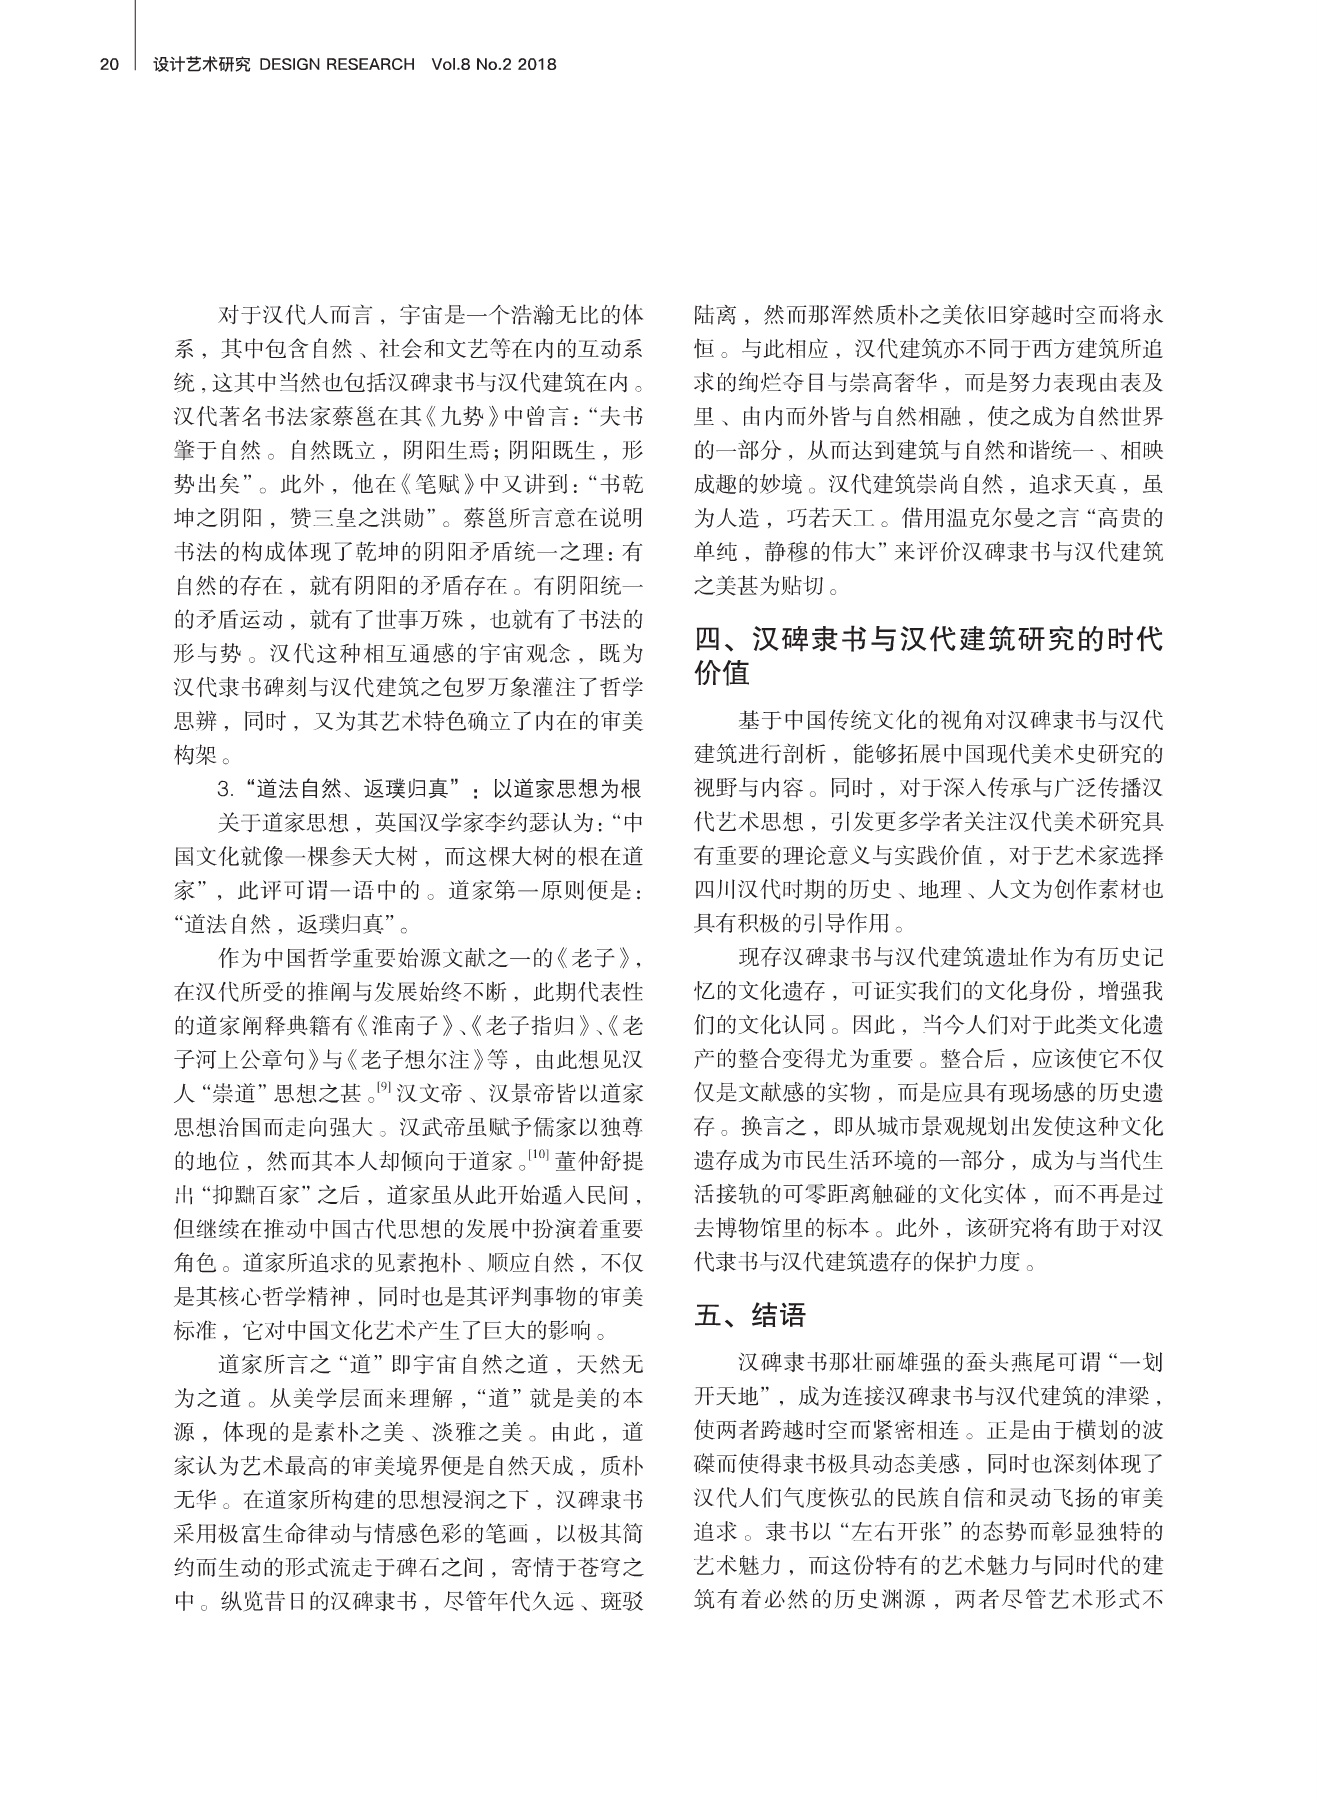 20 设计艺术研究 DESIGN RESEARCH Vol.8 No.2 2018
对于汉代人而言，宇宙是一个浩瀚无比的体
系，其中包含自然、社会和文艺等在内的互动系
统，这其中当然也包括汉碑隶书与汉代建筑在内。
汉代著名书法家蔡邕在其《九势》中曾言：“夫书
肇于自然。自然既立，阴阳生焉；阴阳既生，形
势出矣”。此外，他在《笔赋》中又讲到：“书乾
坤之阴阳，赞三皇之洪勋”。蔡邕所言意在说明
书法的构成体现了乾坤的阴阳矛盾统一之理：有
自然的存在，就有阴阳的矛盾存在。有阴阳统一
的矛盾运动，就有了世事万殊，也就有了书法的
形与势。汉代这种相互通感的宇宙观念，既为
汉代隶书碑刻与汉代建筑之包罗万象灌注了哲学
思辨，同时，又为其艺术特色确立了内在的审美
构架。
3.“道法自然、返璞归真”：以道家思想为根
关于道家思想，英国汉学家李约瑟认为：“中
国文化就像一棵参天大树，而这棵大树的根在道
家”，此评可谓一语中的。道家第一原则便是：
“道法自然，返璞归真”。
作为中国哲学重要始源文献之一的《老子》，
在汉代所受的推阐与发展始终不断，此期代表性
的道家阐释典籍有《淮南子》、《老子指归》、《老
子河上公章句》与《老子想尔注》等，由此想见汉
人“崇道”思想之甚。[9]汉文帝、汉景帝皆以道家
思想治国而走向强大。汉武帝虽赋予儒家以独尊
的地位，然而其本人却倾向于道家。[10]董仲舒提
出“抑黜百家”之后，道家虽从此开始遁入民间，
但继续在推动中国古代思想的发展中扮演着重要
角色。道家所追求的见素抱朴、顺应自然，不仅
是其核心哲学精神，同时也是其评判事物的审美
标准，它对中国文化艺术产生了巨大的影响。
道家所言之“道”即宇宙自然之道，天然无
为之道。从美学层面来理解，“道”就是美的本
源，体现的是素朴之美、淡雅之美。由此，道
家认为艺术最高的审美境界便是自然天成，质朴
无华。在道家所构建的思想浸润之下，汉碑隶书
采用极富生命律动与情感色彩的笔画，以极其简
约而生动的形式流走于碑石之间，寄情于苍穹之
中。纵览昔日的汉碑隶书，尽管年代久远、斑驳
陆离，然而那浑然质朴之美依旧穿越时空而将永
恒。与此相应，汉代建筑亦不同于西方建筑所追
求的绚烂夺目与崇高奢华，而是努力表现由表及
里、由内而外皆与自然相融，使之成为自然世界
的一部分，从而达到建筑与自然和谐统一、相映
成趣的妙境。汉代建筑崇尚自然，追求天真，虽
为人造，巧若天工。借用温克尔曼之言“高贵的
单纯，静穆的伟大”来评价汉碑隶书与汉代建筑
之美甚为贴切。
四、汉碑隶书与汉代建筑研究的时代
价值
基于中国传统文化的视角对汉碑隶书与汉代
建筑进行剖析，能够拓展中国现代美术史研究的
视野与内容。同时，对于深入传承与广泛传播汉
代艺术思想，引发更多学者关注汉代美术研究具
有重要的理论意义与实践价值，对于艺术家选择
四川汉代时期的历史、地理、人文为创作素材也
具有积极的引导作用。
现存汉碑隶书与汉代建筑遗址作为有历史记
忆的文化遗存，可证实我们的文化身份，增强我
们的文化认同。因此，当今人们对于此类文化遗
产的整合变得尤为重要。整合后，应该使它不仅
仅是文献感的实物，而是应具有现场感的历史遗
存。换言之，即从城市景观规划出发使这种文化
遗存成为市民生活环境的一部分，成为与当代生
活接轨的可零距离触碰的文化实体，而不再是过
去博物馆里的标本。此外，该研究将有助于对汉
代隶书与汉代建筑遗存的保护力度。
五、结语
汉碑隶书那壮丽雄强的蚕头燕尾可谓“一划
开天地”，成为连接汉碑隶书与汉代建筑的津梁，
使两者跨越时空而紧密相连。正是由于横划的波
磔而使得隶书极具动态美感，同时也深刻体现了
汉代人们气度恢弘的民族自信和灵动飞扬的审美
追求。隶书以“左右开张”的态势而彰显独特的
艺术魅力，而这份特有的艺术魅力与同时代的建
筑有着必然的历史渊源，两者尽管艺术形式不